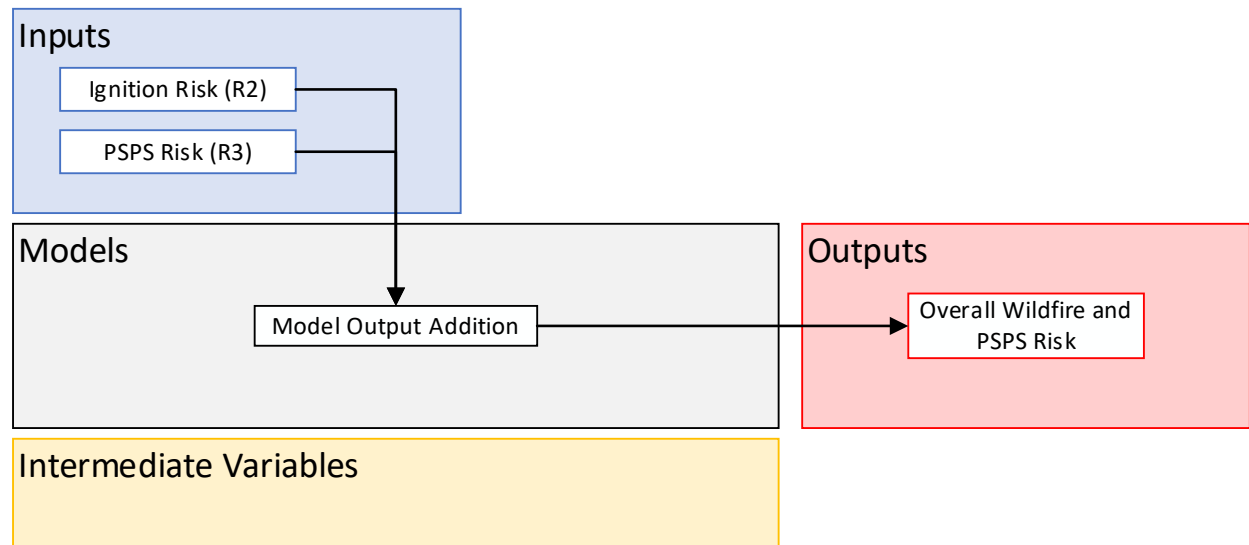 Inputs
Ignition Risk (R2)
PSPS Risk (R3)
Models
Model Output Addition
Outputs
Overall Wildfire and
PSPS Risk
Intermediate Variables